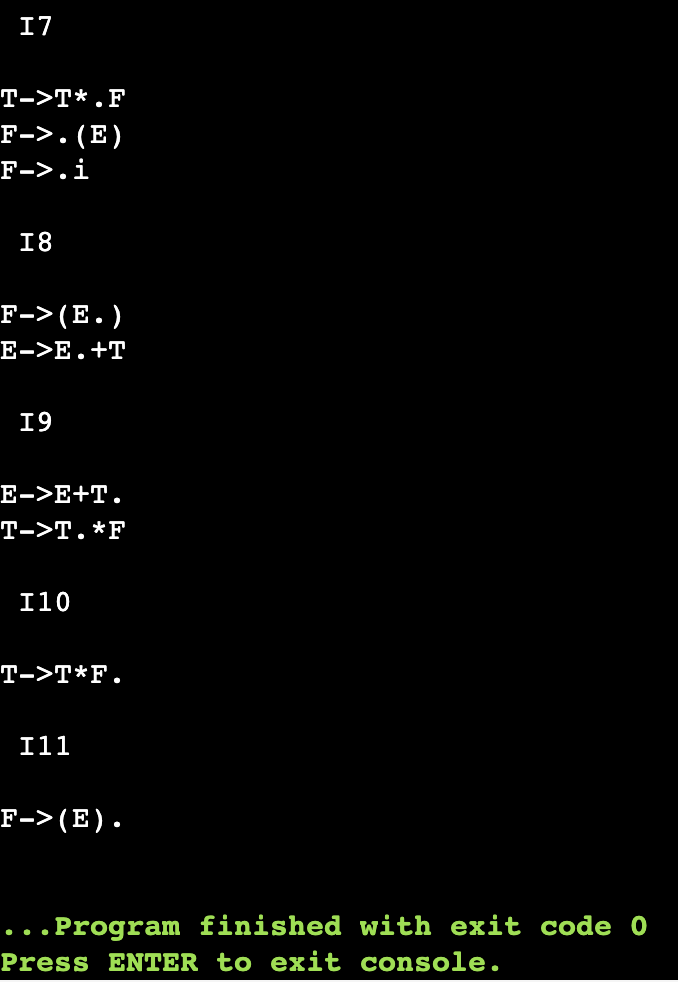 I7
T->T*.F
F->.(E)
F->.i
I8
F->(E.)
E->E.+T
I9
E->E+T.
T->T.*F
I10
T->T*F.
I11
F->(E).
...Program finished with exit code 0
Press ENTER to exit console.